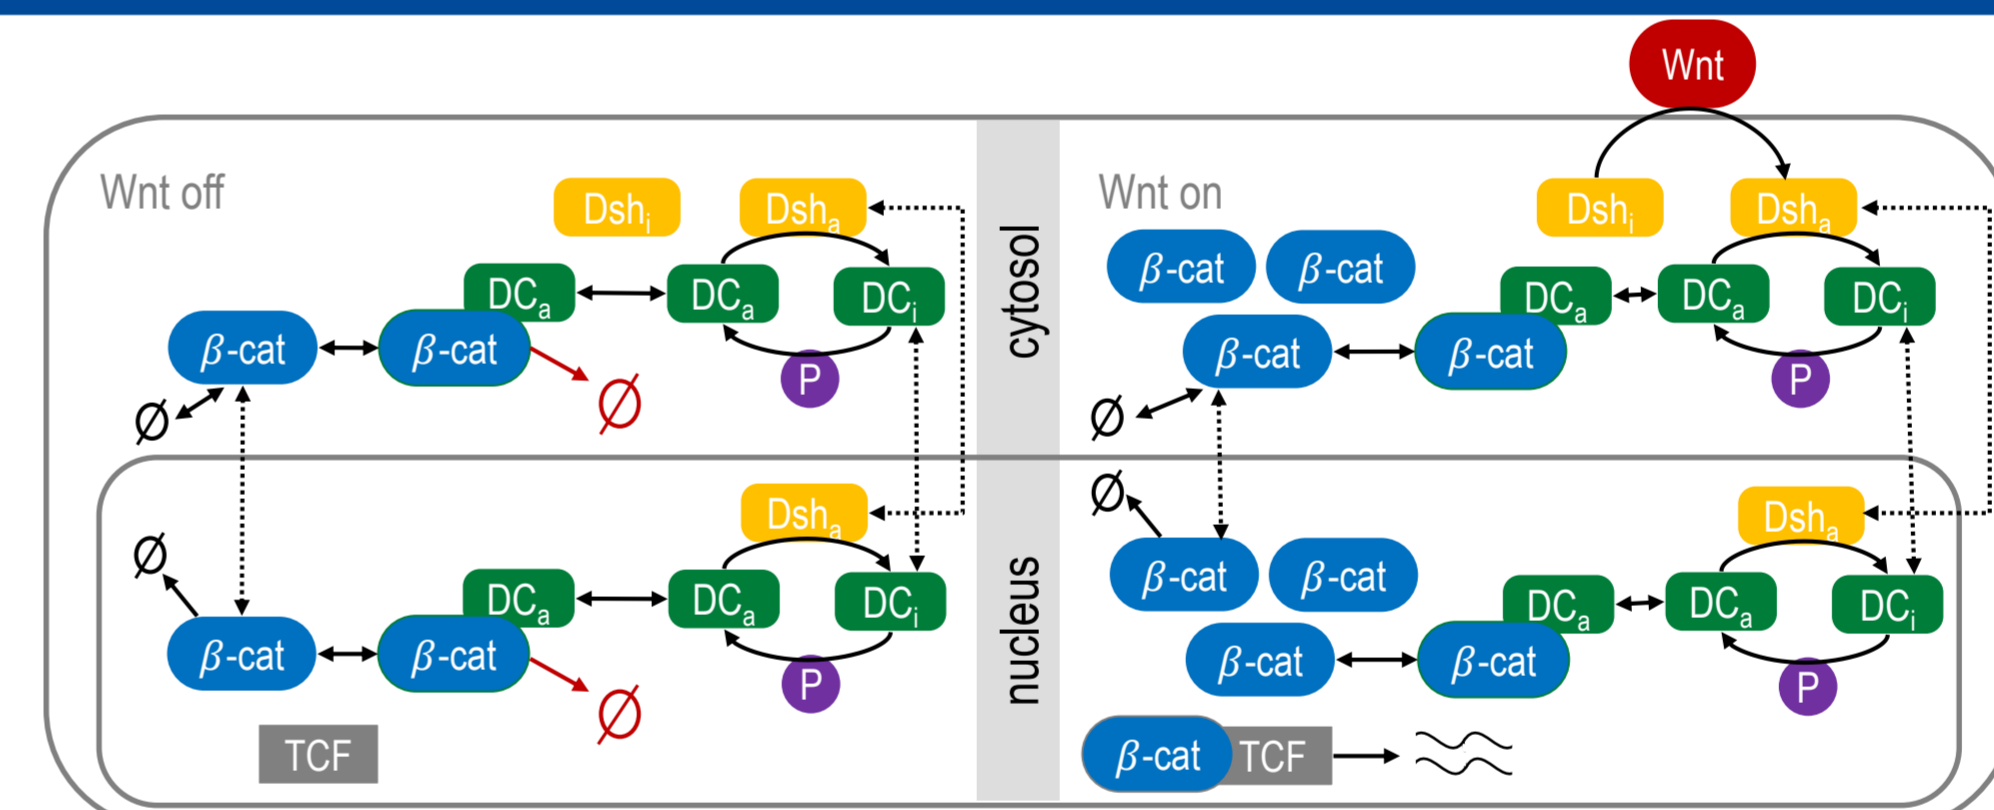 Wnt
Wnt off
Dshᵢ
Dshₐ
DCₐ
DCₐ
DCᵢ
β-cat
β-cat
P
Ø
Ø
Dshₐ
Ø
DCₐ
DCₐ
DCᵢ
β-cat
β-cat
P
Ø
TCF
cytosol
nucleus
Wnt on
Dshᵢ
Dshₐ
β-cat
β-cat
DCₐ
DCₐ
DCᵢ
β-cat
β-cat
P
Ø
Ø
Dshₐ
β-cat
β-cat
DCₐ
DCₐ
DCᵢ
β-cat
β-cat
P
β-cat TCF